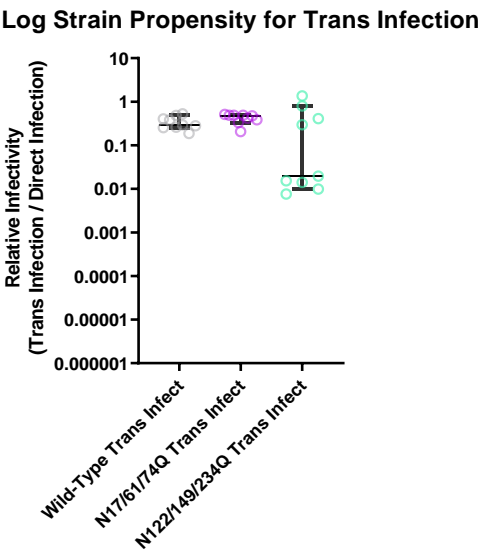 Log Strain Propensity for Trans Infection
Relative Infectivity
(Trans Infection / Direct Infection)
10
1
0.1
0.01
0.001
0.0001
0.00001
0.000001
Wild-Type Trans Infect
N17/61/74Q Trans Infect
N122/149/234Q Trans Infect